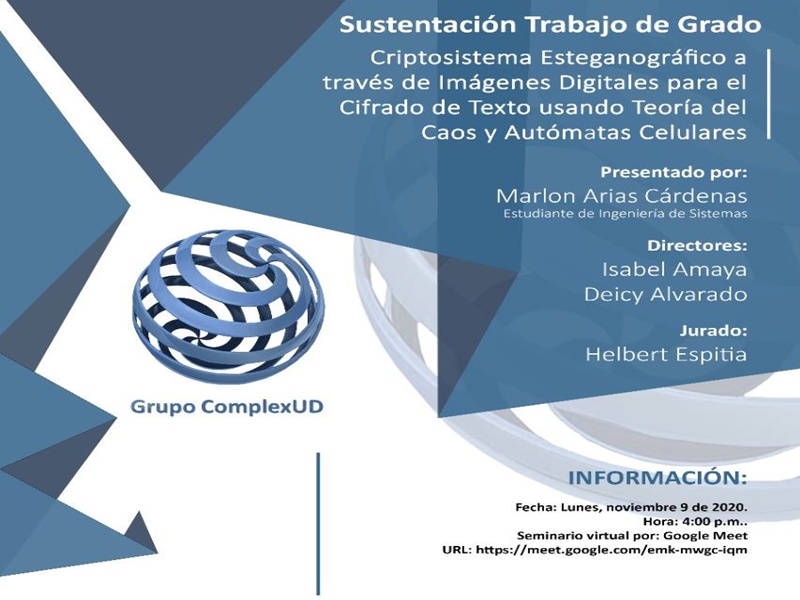 Sustentación Trabajo de Grado
Criptosistema Esteganográfico a
través de Imágenes Digitales para el
Cifrado de Texto usando Teoría del
Caos y Autómatas Celulares
Presentado por:
Marlon Arias Cárdenas
Estudiante de Ingeniería de Sistemas
Directores:
Isabel Amaya
Deicy Alvarado
Jurado:
Helbert Espitia
Grupo ComplexUD
INFORMACIÓN:
Fecha: Lunes, noviembre 9 de 2020.
Hora: 4:00 p.m..
Seminario virtual por: Google Meet
URL: https://meet.google.com/emk-mwgc-iqm